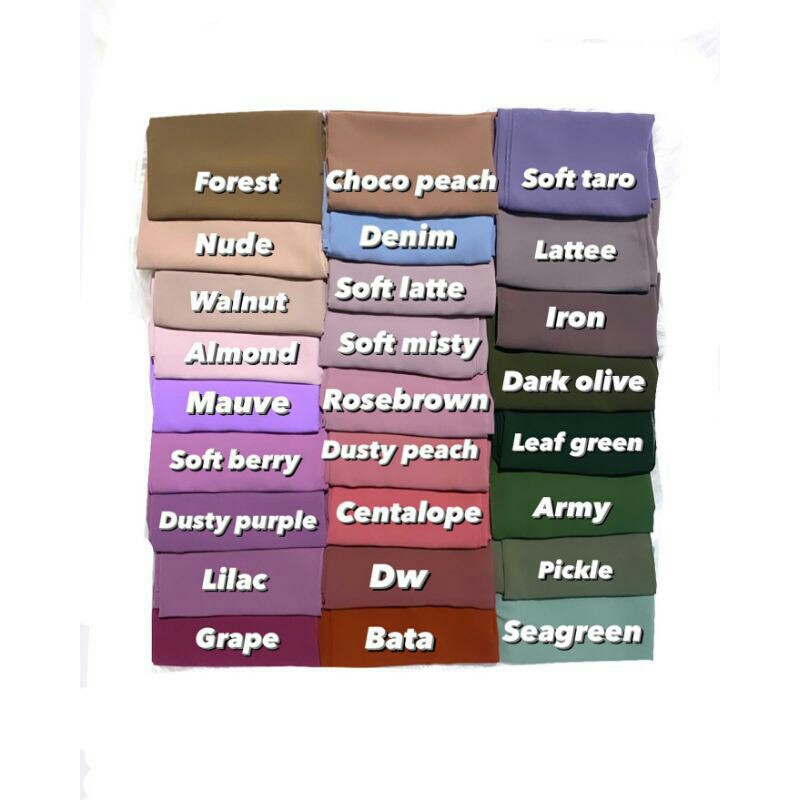 Forest
Nude
Walnut
Almond
Mauve
Soft berry
Dusty purple
Lilac
Grape
Choco peach
Denim
Soft latte
Soft misty
Rosebrown
Dusty peach
Centalope
Dw
Bata
Soft taro
Lattee
Iron
Dark olive
Leaf green
Army
Pickle
Seagreen